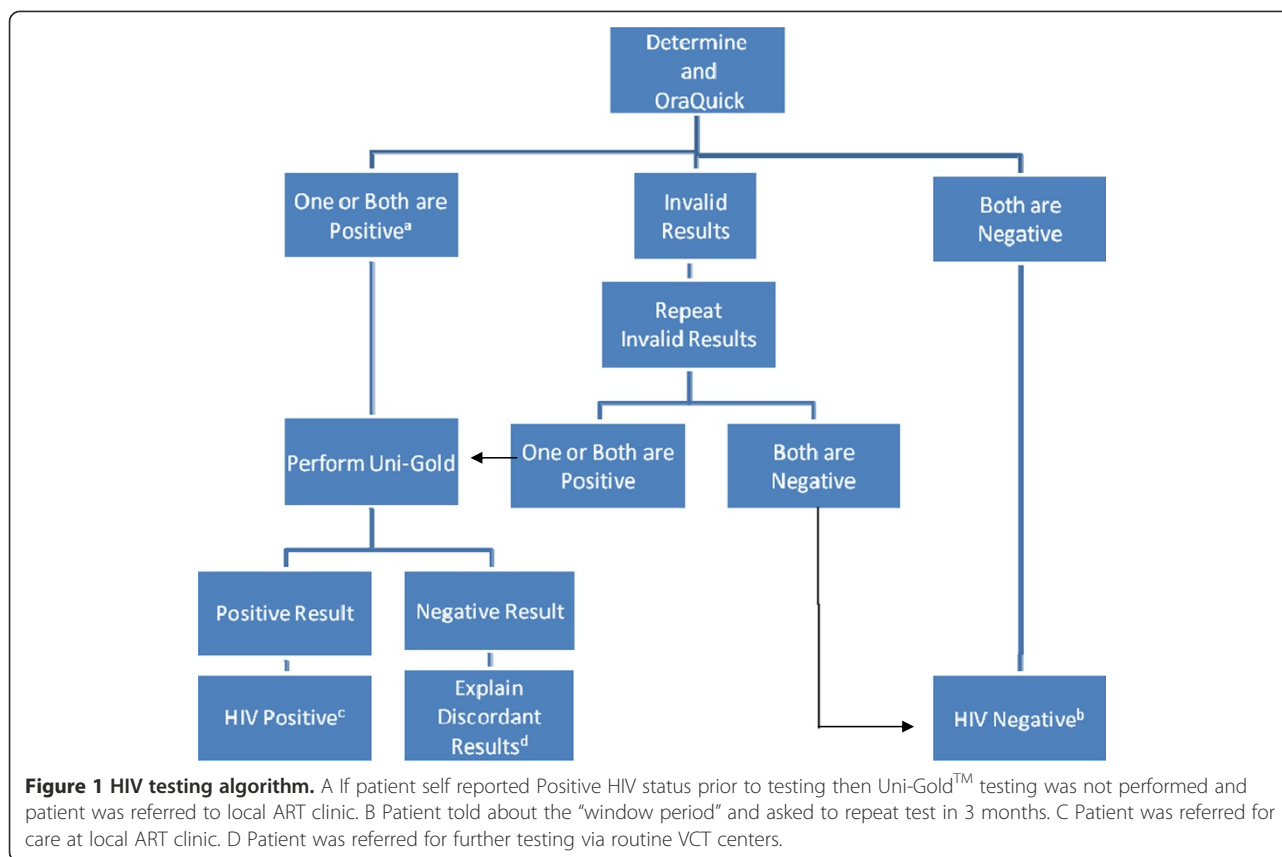 Determine
and
OraQuick
One or Both are
Positiveᵃ
Invalid
Results
Both are
Negative
Repeat
Invalid Results
Perform Uni-Gold
One or Both are
Positive
Both are
Negative
Positive Result
Negative Result
HIV Positiveᶜ
Explain
Discordant
Resultsᵈ
HIV Negativeᵇ
Figure 1 HIV testing algorithm. A If patient self reported Positive HIV status prior to testing then Uni-Gold™ testing was not performed and
patient was referred to local ART clinic. B Patient told about the “window period” and asked to repeat test in 3 months. C Patient was referred for
care at local ART clinic. D Patient was referred for further testing via routine VCT centers.